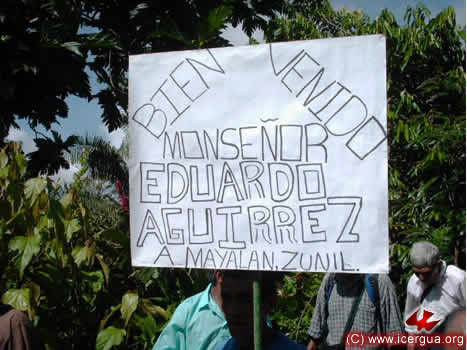 BIEN VENIDO
MONSEÑOR
EDUARDO
AGUIRREZ
A MAYALAN, ZUNIL.
(C) www.icergua.org